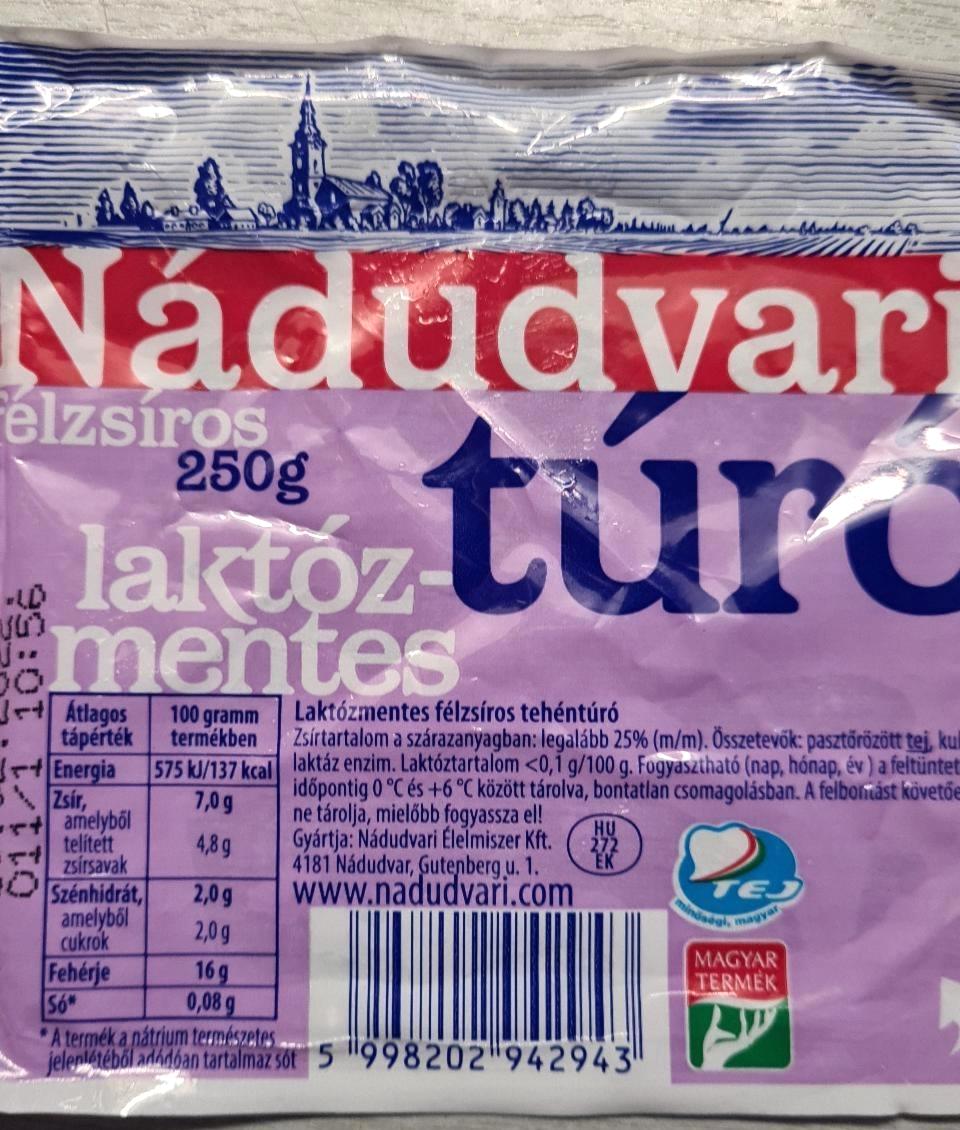 Nádudvari
félzsíros
250g
túró
laktóz-
mentes
10:56
Átlagos tápérték
100 gramm termékben
Energia 575 kJ/137 kcal
Zsír, 7,0 g
amelyből
telített 4,8 g
zsírsavak
Szénhidrát, 2,0 g
amelyből
cukrok 2,0 g
Fehérje 16 g
Só* 0,08 g
* A termék a nátrium természetes
jelenlétéből adódóan tartalmaz sót
Laktózmentes félzsíros tehéntúró
Zsírtartalom a szárazanyagban: legalább 25% (m/m). Összetevők: pasztőrözött tej,
laktáz enzim. Laktóztartalom <0,1 g/100 g. Fogyasztható (nap, hónap, év) a feltüntet
időpontig 0 °C és +6 °C között tárolva, bontatlan csomagolásban. A felbontást követőe
ne tárolja, mielőbb fogyassza el!
Gyártja: Nádudvari Élelmiszer Kft.
4181 Nádudvar, Gutenberg u. 1.
www.nadudvari.com
HU
272
EK
TEJ
minőségi, magyar
MAGYAR
TERMÉK
5 998202 942943